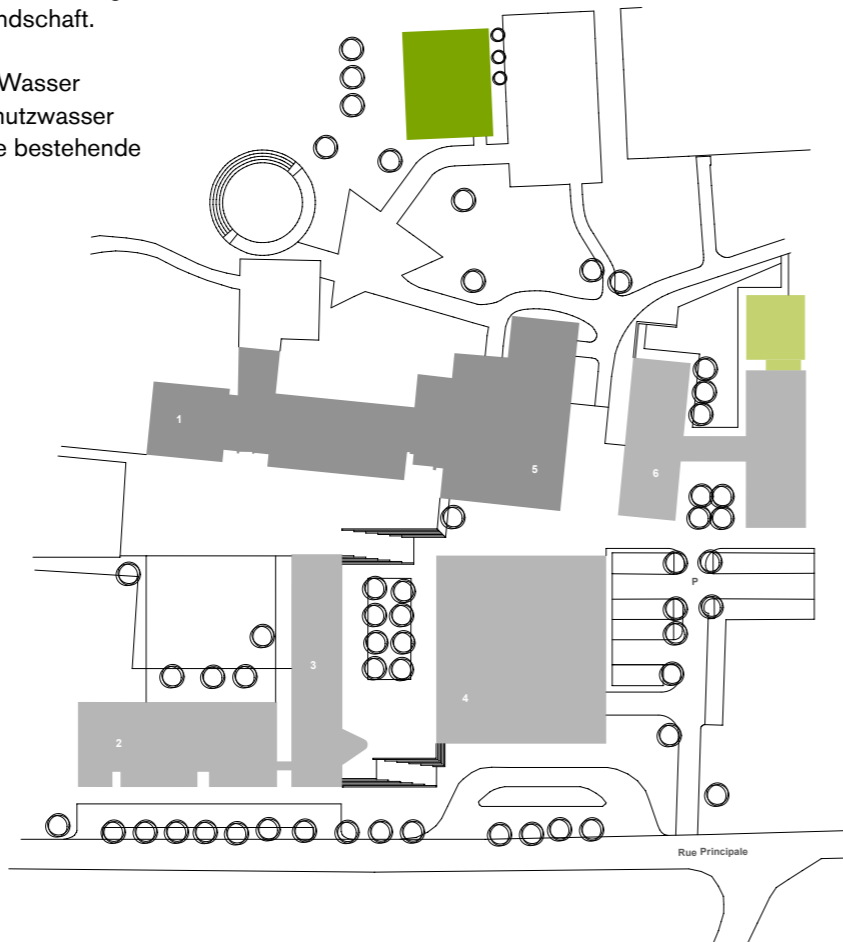 ndschaft.
Wasser
nutzwasser
e bestehende
1
5
6
P
3
4
2
Rue Principale